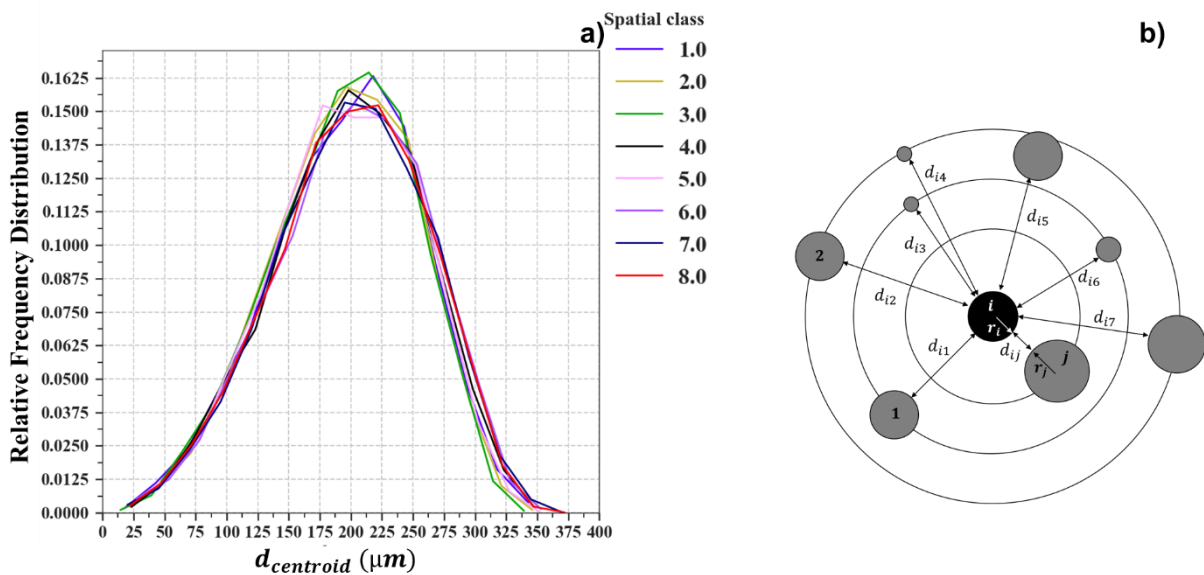 Spatial class
a)
1.0
2.0
3.0
4.0
5.0
6.0
7.0
8.0
Relative Frequency Distribution
0.1625
0.1500
0.1375
0.1250
0.1125
0.1000
0.0875
0.0750
0.0625
0.0500
0.0375
0.0250
0.0125
0.0000
0 25 50 75 100 125 150 175 200 225 250 275 300 325 350 375 400
d_centroid (μm)
b)
d_i4
d_i5
d_i3
2
d_i6
d_i2
i
r_i
d_i7
d_i1
d_ij
j
r_j
1